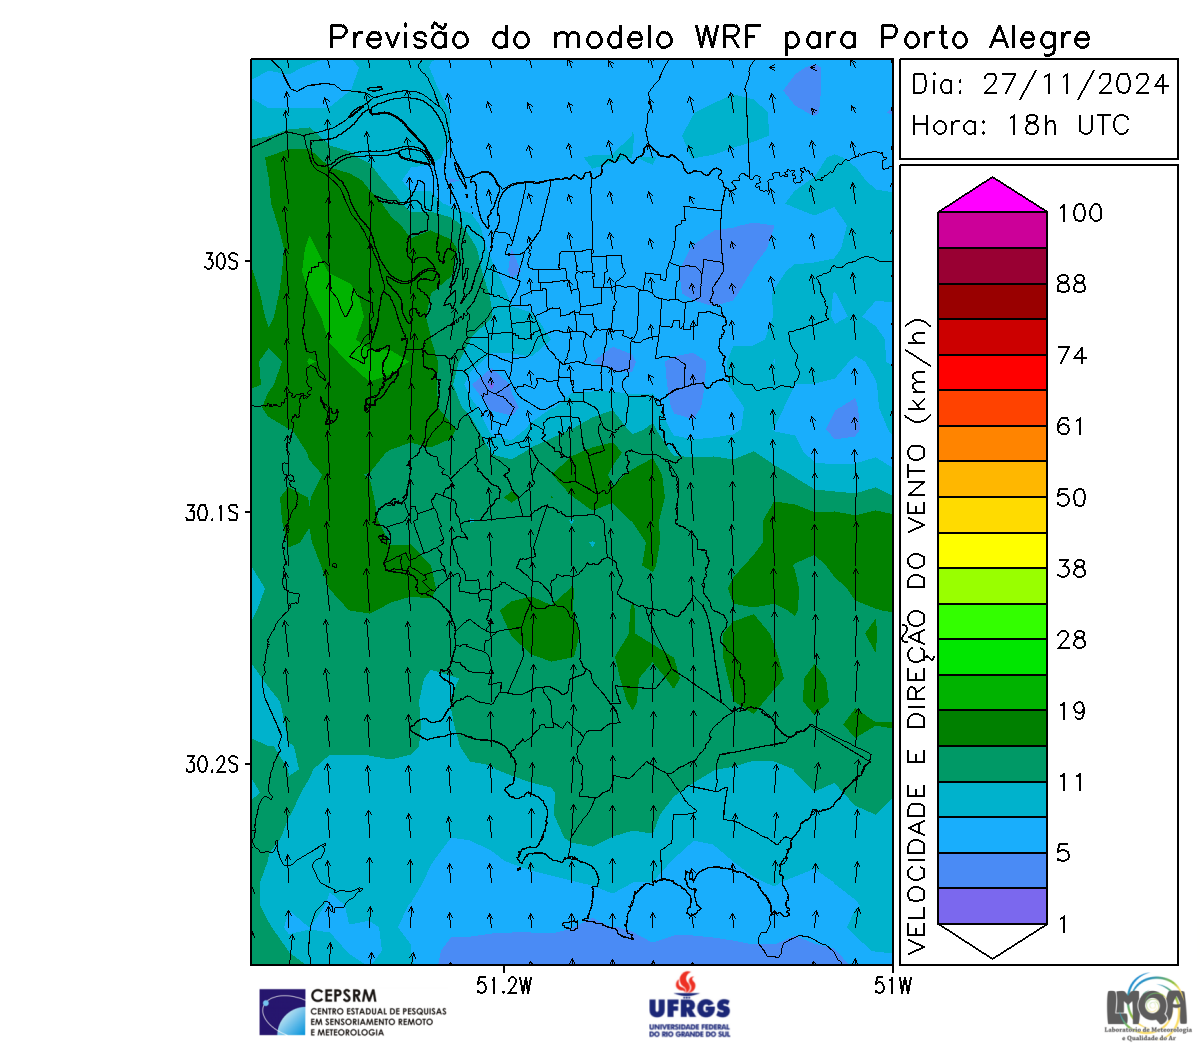 Previsão do modelo WRF para Porto Alegre
Dia: 27/11/2024
Hora: 18h UTC
30S
30.1S
30.2S
51.2W
51W
VELOCIDADE E DIREÇÃO DO VENTO (km/h)
100
88
74
61
50
38
28
19
11
5
1
CEPSRM
CENTRO ESTADUAL DE PESQUISAS
EM SENSORIAMENTO REMOTO
E METEOROLOGIA
UFRGS
UNIVERSIDADE FEDERAL
DO RIO GRANDE DO SUL
LMQA
Laboratório de Meteorologia
e Qualidade do Ar